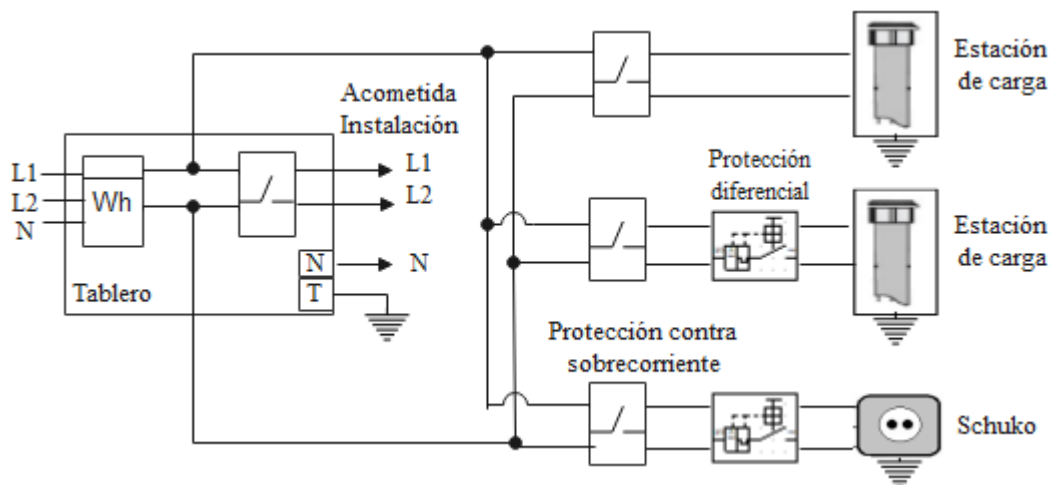 Estación
de carga
Acometida
Instalación
L1
L2
N
Wh
L1
L2
N
N
T
Tablero
Protección
diferencial
Estación
de carga
Protección contra
sobrecorriente
Schuko